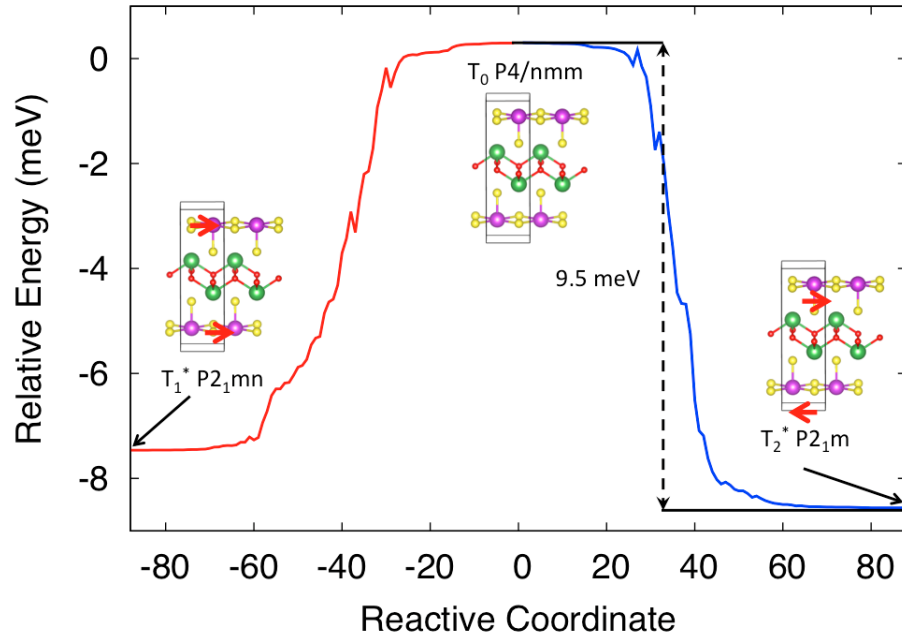 0
-2
-4
-6
-8
Relative Energy (meV)
T₀ P4/nmm
9.5 meV
T₁* P2₁mn
T₂* P2₁m
-80 -60 -40 -20 0 20 40 60 80
Reactive Coordinate